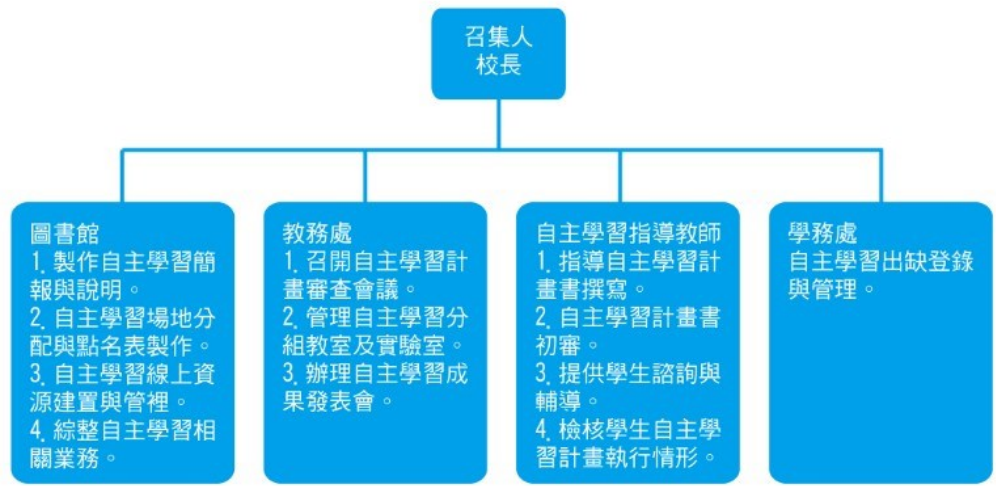 召集人
校長
圖書館
1. 製作自主學習簡
報與說明。
2. 自主學習場地分
配與點名表製作。
3. 自主學習線上資
源建置與管裡。
4. 綜整自主學習相
關業務。
教務處
1. 召開自主學習計
畫審查會議。
2. 管理自主學習分
組教室及實驗室。
3. 辦理自主學習成
果發表會。
自主學習指導教師
1. 指導自主學習計
畫書撰寫。
2. 自主學習計畫書
初審。
3. 提供學生諮詢與
輔導。
4. 檢核學生自主學
習計畫執行情形。
學務處
自主學習出缺登錄
與管理。